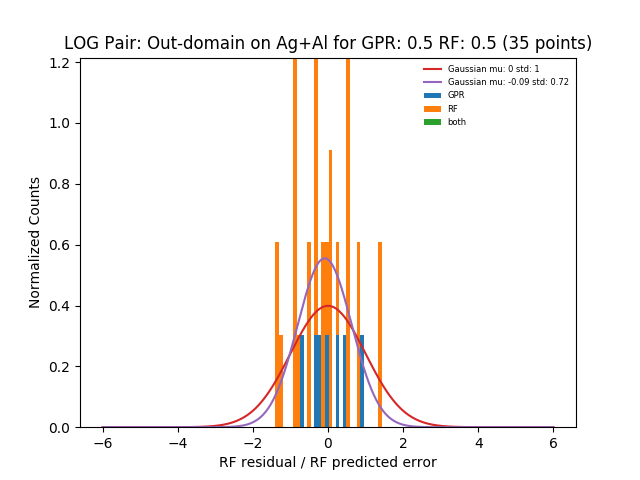 LOG Pair: Out-domain on Ag+Al for GPR: 0.5 RF: 0.5 (35 points)
Gaussian mu: 0 std: 1
Gaussian mu: -0.09 std: 0.72
GPR
RF
both
Normalized Counts
1.2
1.0
0.8
0.6
0.4
0.2
0.0
−6 −4 −2 0 2 4 6
RF residual / RF predicted error